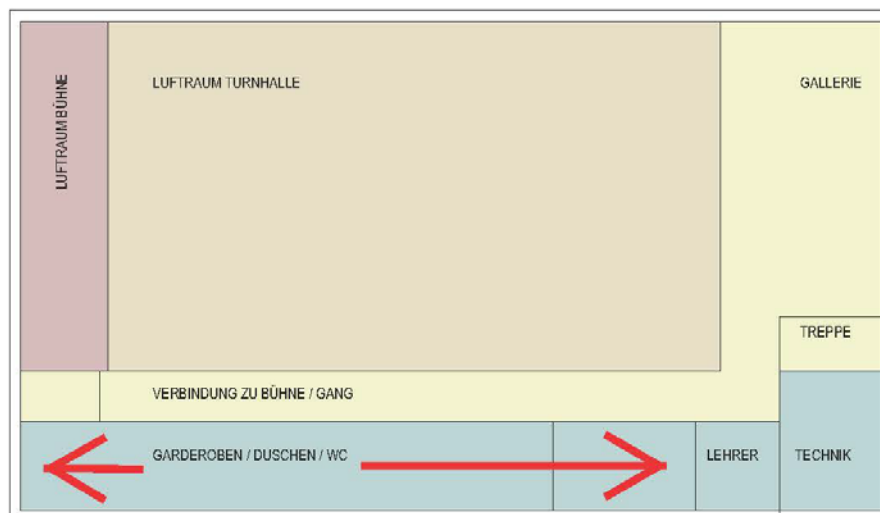 LUFTRAUM BÜHNE
LUFTRAUM TURNHALLE
GALLERIE
TREPPE
VERBINDUNG ZU BÜHNE / GANG
GARDEROBEN / DUSCHEN / WC
LEHRER
TECHNIK